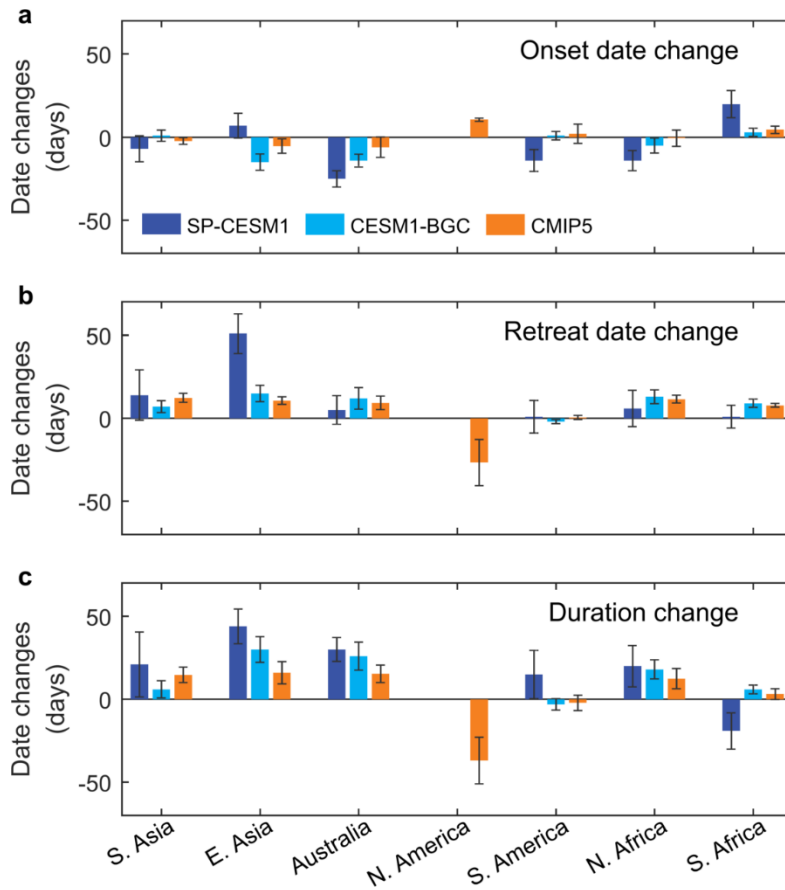 a
Onset date change
50
0
-50
Date changes
(days)
SP-CESM1 CESM1-BGC CMIP5
b
Retreat date change
50
0
-50
Date changes
(days)
c
Duration change
50
0
-50
Date changes
(days)
S. Asia E. Asia Australia N. America S. America N. Africa S. Africa